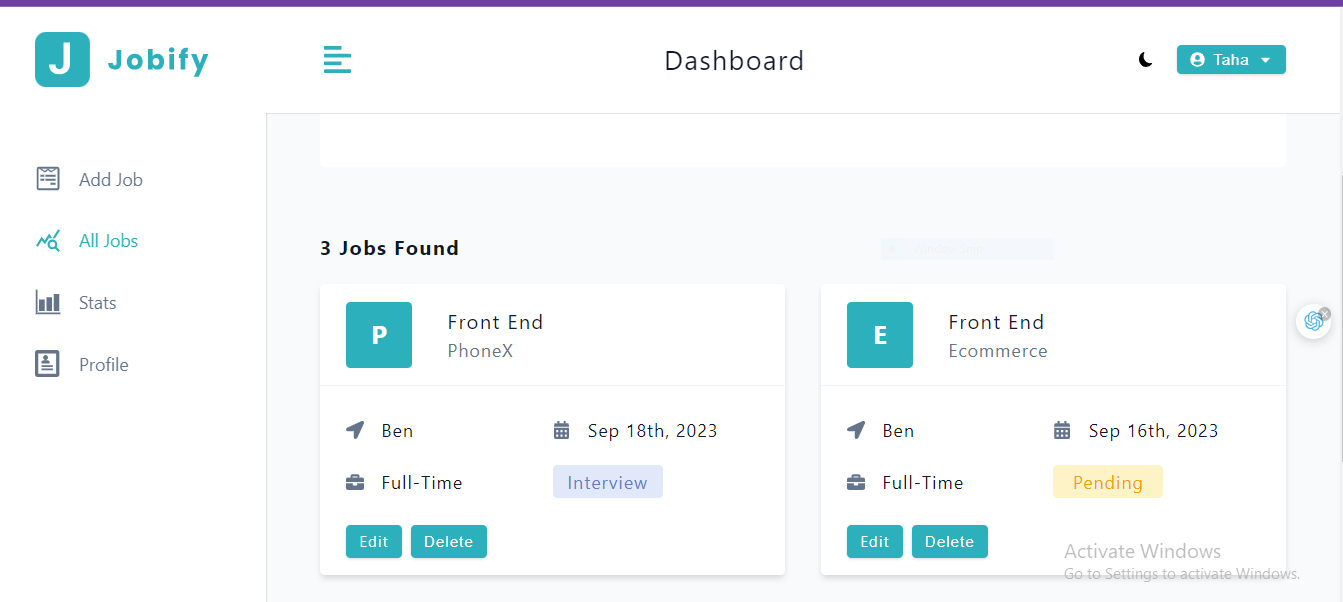 J Jobify
Dashboard
Taha
Add Job
All Jobs
Stats
Profile
3 Jobs Found
P
Front End
PhoneX
Ben
Sep 18th, 2023
Full-Time
Interview
Edit
Delete
E
Front End
Ecommerce
Ben
Sep 16th, 2023
Full-Time
Pending
Edit
Delete
Activate Windows
Go to Settings to activate Windows.